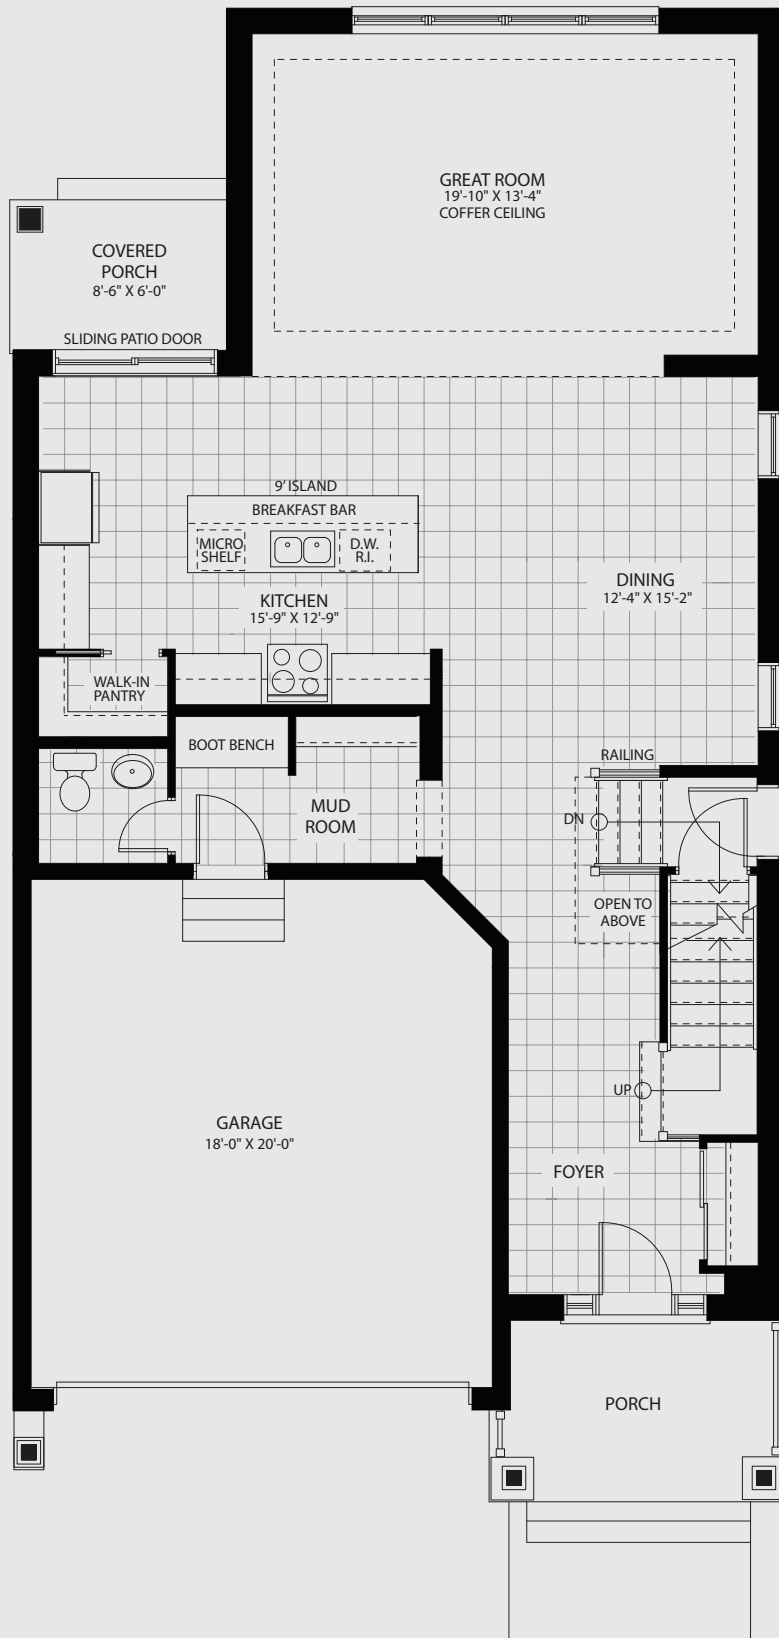 GREAT ROOM
19'-10" X 13'-4"
COFFER CEILING
COVERED
PORCH
8'-6" X 6'-0"
SLIDING PATIO DOOR
9' ISLAND
BREAKFAST BAR
MICRO
SHELF
D.W.
R.I.
KITCHEN
15'-9" X 12'-9"
DINING
12'-4" X 15'-2"
WALK-IN
PANTRY
BOOT BENCH
MUD
ROOM
RAILING
DN
OPEN TO
ABOVE
UP
GARAGE
18'-0" X 20'-0"
FOYER
PORCH